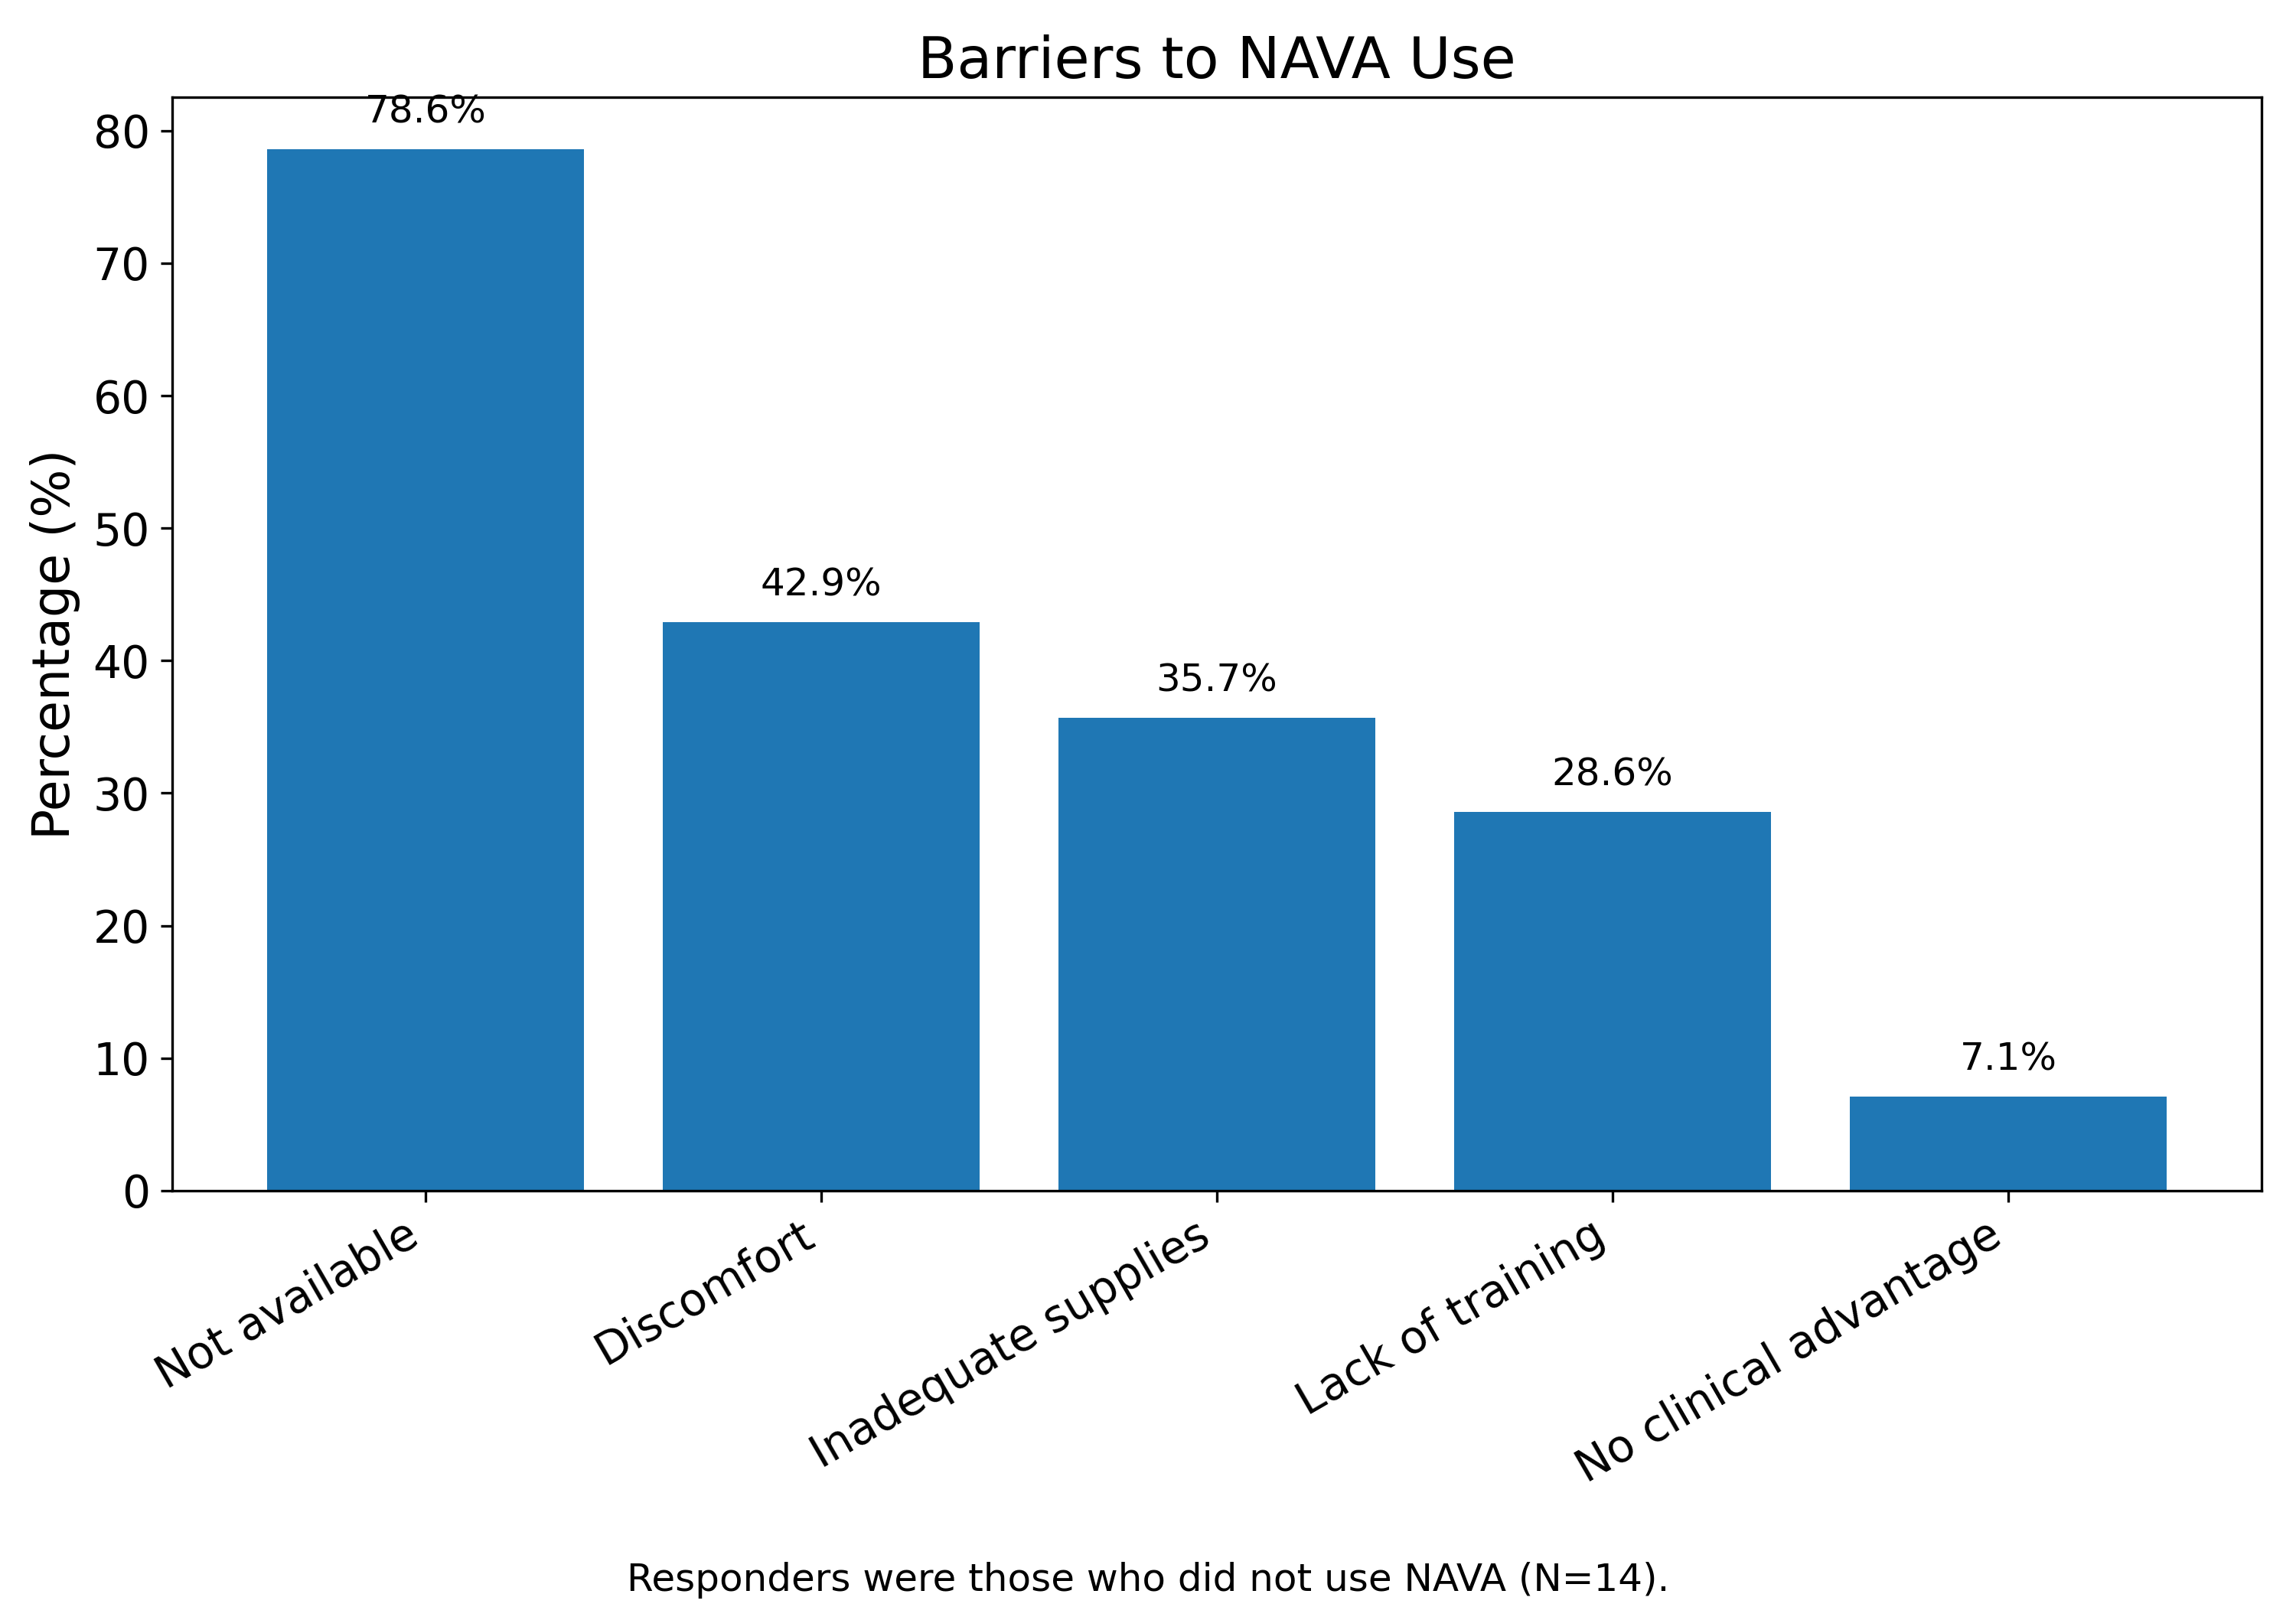 Barriers to NAVA Use
Percentage (%)
80
70
60
50
40
30
20
10
0
78.6%
42.9%
35.7%
28.6%
7.1%
Not available
Discomfort
Inadequate supplies
Lack of training
No clinical advantage
Responders were those who did not use NAVA (N=14).